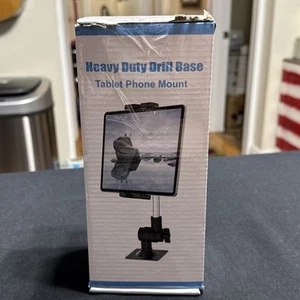 Heavy Duty Drill Base
Tablet Phone Mount